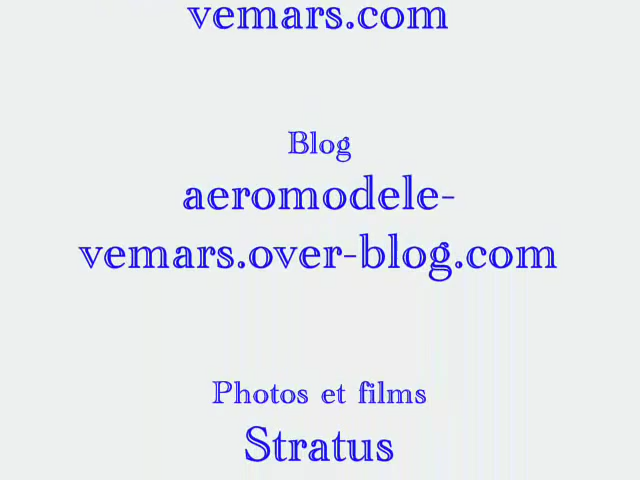 vemars.com
Blog
aeromodele-
vemars.over-blog.com
Photos et films
Stratus